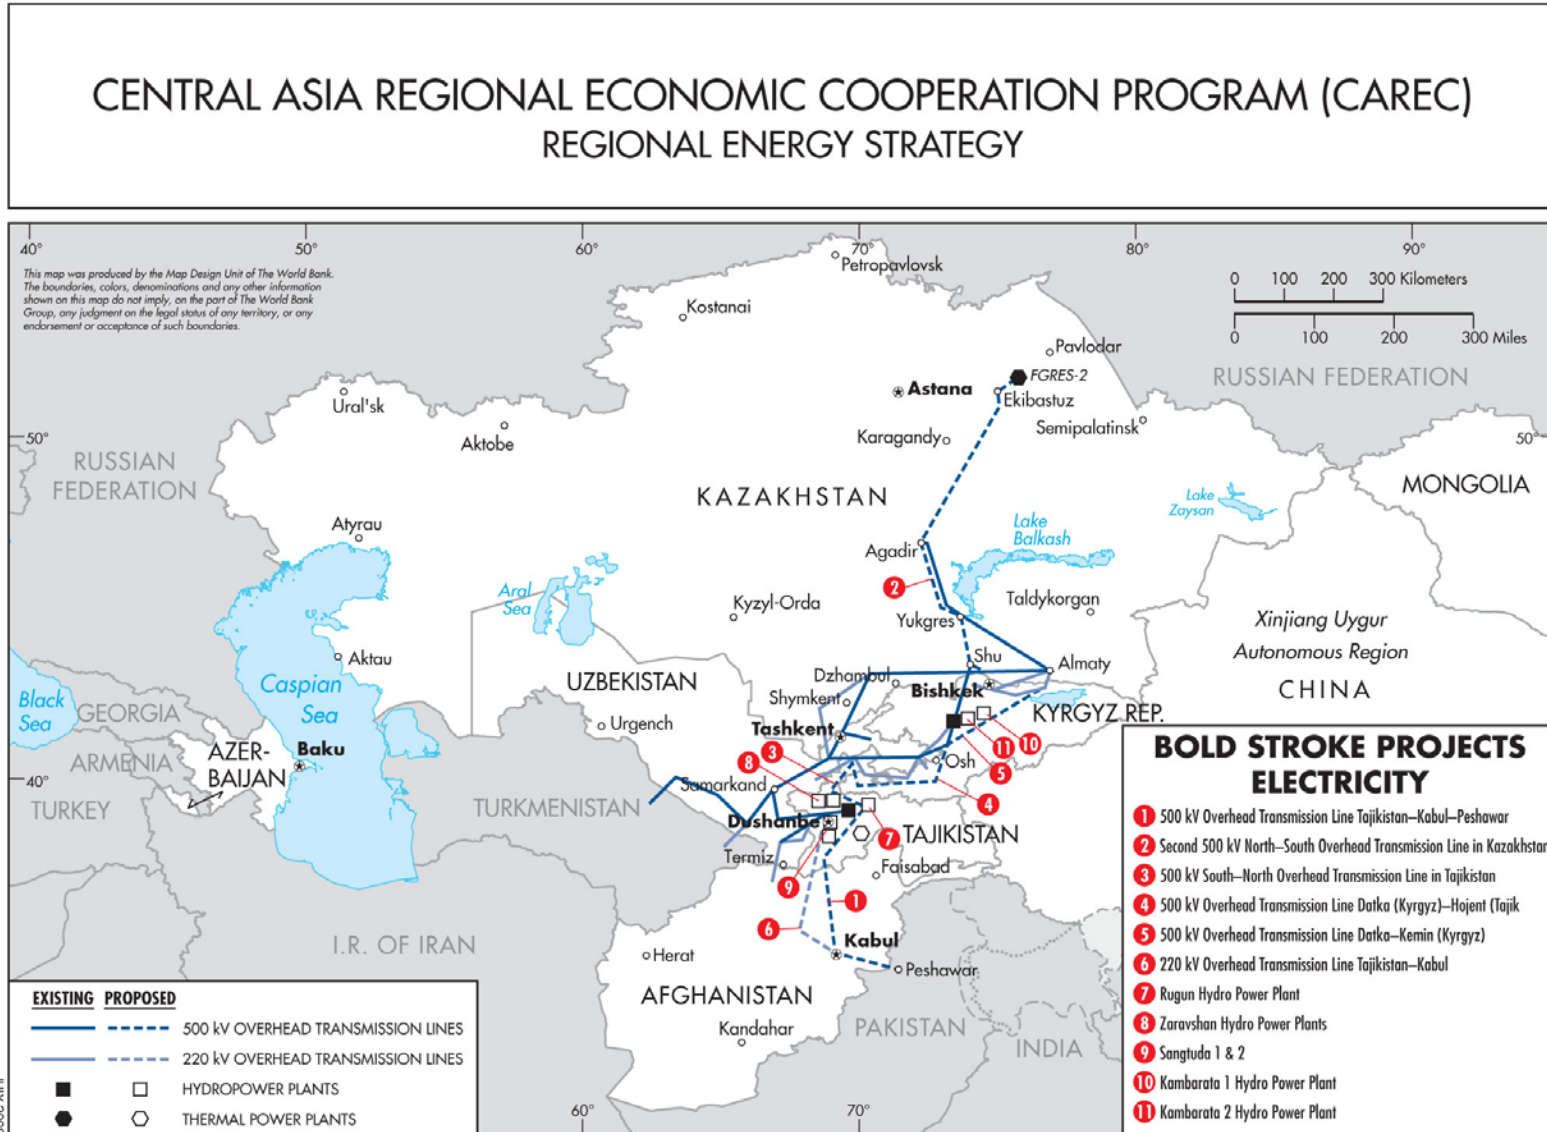 CENTRAL ASIA REGIONAL ECONOMIC COOPERATION PROGRAM (CAREC)
REGIONAL ENERGY STRATEGY
40°
50°
60°
70°
80°
90°
This map was produced by the Map Design Unit of The World Bank.
The boundaries, colors, denominations and any other information
shown on this map do not imply, on the part of The World Bank
Group, any judgment on the legal status of any territory, or any
endorsement or acceptance of such boundaries.
0 100 200 300 Kilometers
0 100 200 300 Miles
Petropavlovsk
Kostanai
Pavlodar
FGRES-2
RUSSIAN FEDERATION
Astana
Ekibastuz
Ural'sk
Semipalatinsk
Aktobe
Karagandy
50°
50°
RUSSIAN
FEDERATION
KAZAKHSTAN
MONGOLIA
Lake
Zaysan
Atyrau
Lake
Balkash
Agadir
2
Aral
Sea
Kyzyl-Orda
Taldykorgan
Yukgres
Xinjiang Uygur
Autonomous Region
CHINA
Aktau
Shu
Almaty
UZBEKISTAN
Dzhambul
Bishkek
Shymkent
Caspian
Sea
Black
Sea
GEORGIA
Urgench
KYRGYZ REP.
Tashkent
AZER-
BAIJAN
Baku
ARMENIA
3
8
11
10
Osh
5
40°
TURKEY
TURKMENISTAN
Samarkand
4
Dushanbe
TAJIKISTAN
7
Termiz
Faisabad
9
1
6
Kabul
I.R. OF IRAN
Herat
Peshawar
AFGHANISTAN
Kandahar
PAKISTAN
INDIA
60°
70°
EXISTING PROPOSED
500 kV OVERHEAD TRANSMISSION LINES
220 kV OVERHEAD TRANSMISSION LINES
HYDROPOWER PLANTS
THERMAL POWER PLANTS
BOLD STROKE PROJECTS
ELECTRICITY
1 500 kV Overhead Transmission Line Tajikistan–Kabul–Peshawar
2 Second 500 kV North–South Overhead Transmission Line in Kazakhstan
3 500 kV South–North Overhead Transmission Line in Tajikistan
4 500 kV Overhead Transmission Line Datka (Kyrgyz)–Hojent (Tajik
5 500 kV Overhead Transmission Line Datka–Kemin (Kyrgyz)
6 220 kV Overhead Transmission Line Tajikistan–Kabul
7 Rugun Hydro Power Plant
8 Zaravshan Hydro Power Plants
9 Sangtuda 1 & 2
10 Kambarata 1 Hydro Power Plant
11 Kambarata 2 Hydro Power Plant